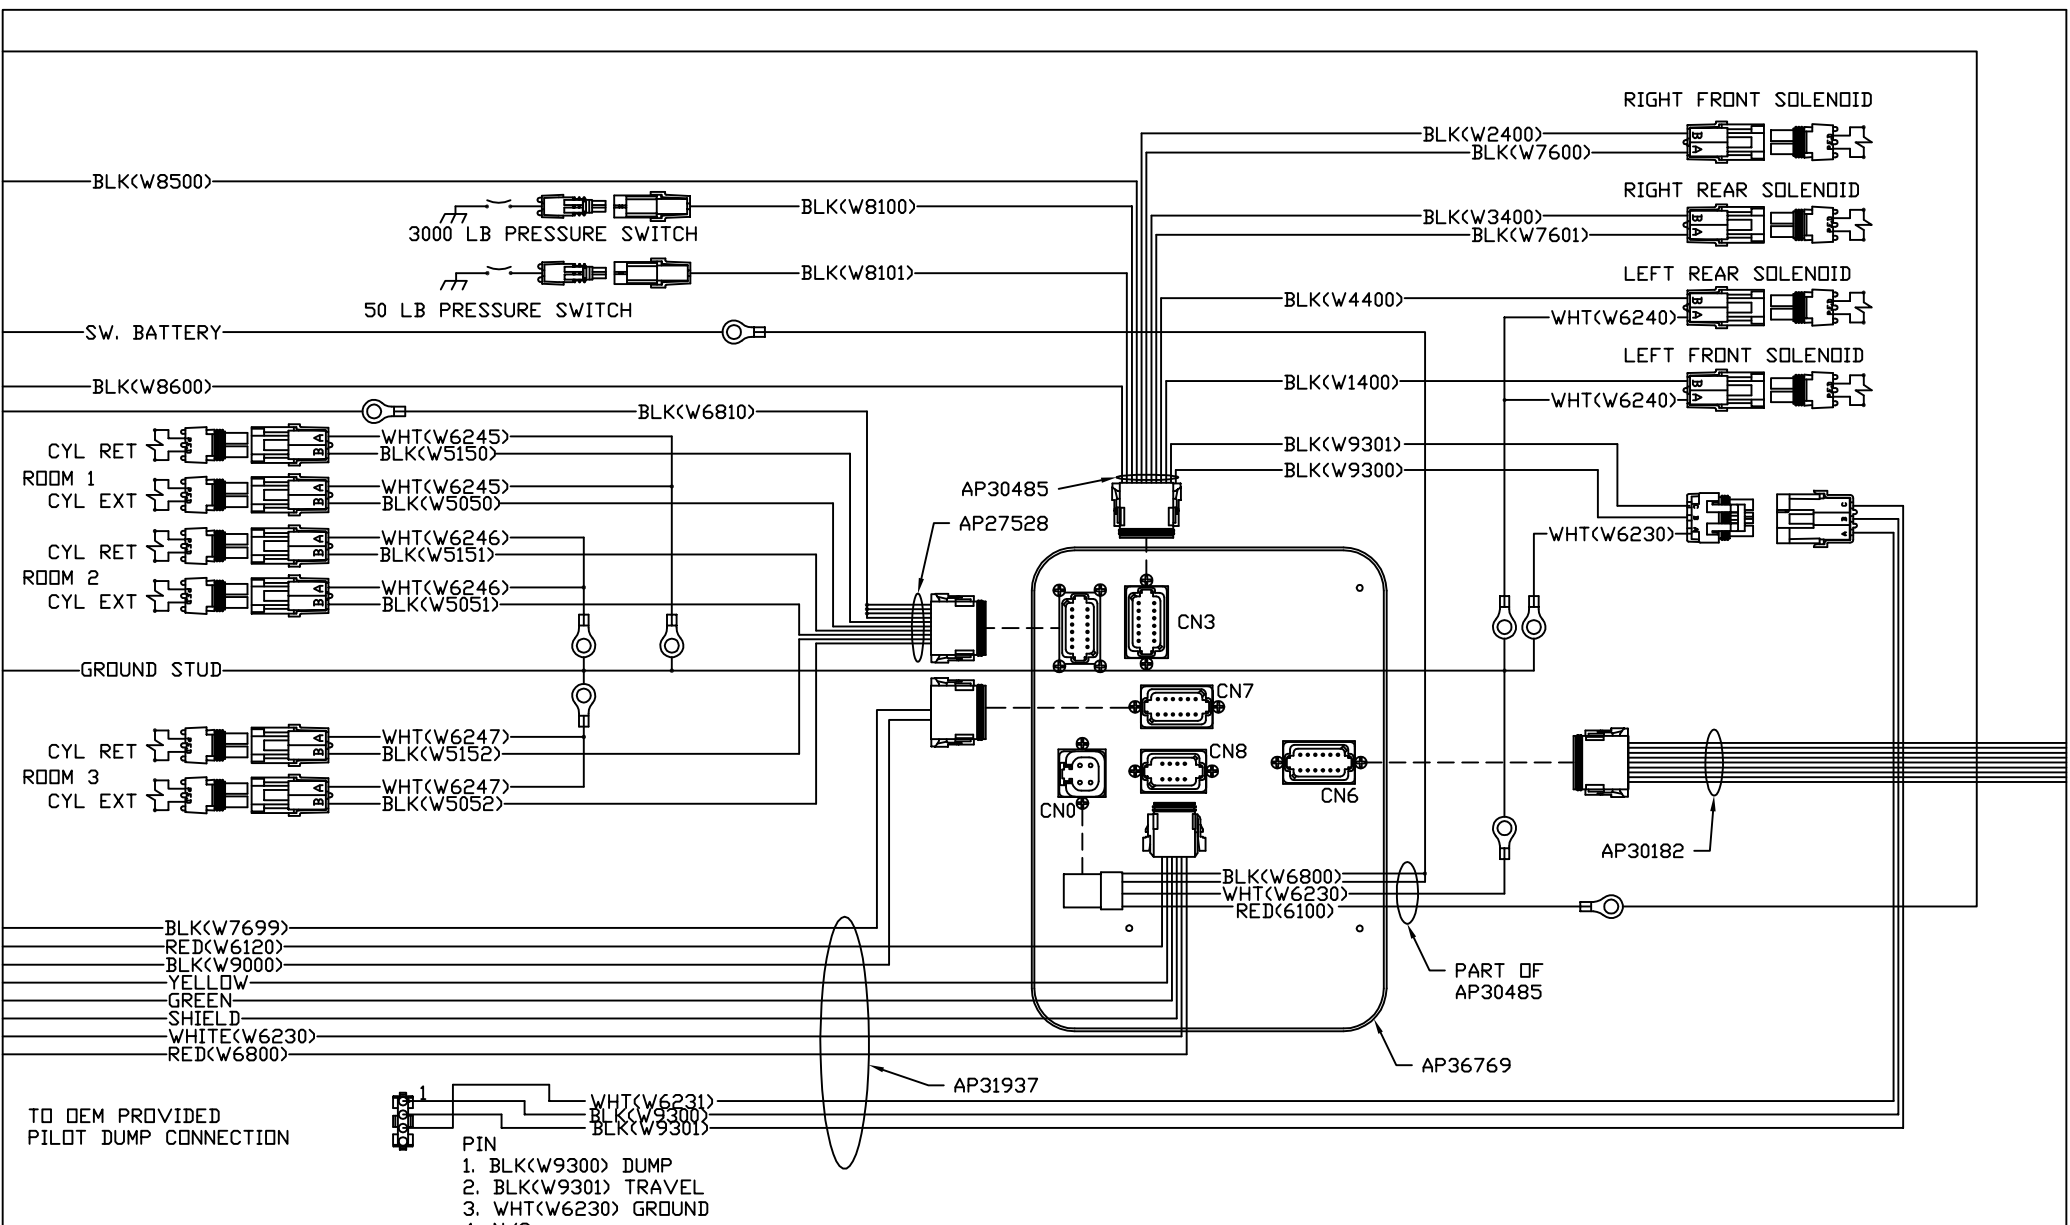 RIGHT FRONT SOLENOID
BLK(W2400)
BLK(W7600)
B
A
BLK(W8500)
RIGHT REAR SOLENOID
BLK(W8100)
BLK(W3400)
BLK(W7601)
B
A
3000 LB PRESSURE SWITCH
BLK(W8101)
LEFT REAR SOLENOID
BLK(W4400)
WHT(W6240)
B
A
50 LB PRESSURE SWITCH
SW. BATTERY
LEFT FRONT SOLENOID
BLK(W8600)
BLK(W1400)
WHT(W6240)
B
A
BLK(W6810)
CYL RET
A
B
WHT(W6245)
BLK(W5150)
BLK(W9301)
BLK(W9300)
ROOM 1
CYL EXT
A
B
WHT(W6245)
BLK(W5050)
AP30485
AP27528
C
B
A
C
B
A
WHT(W6230)
CYL RET
A
B
WHT(W6246)
BLK(W5151)
ROOM 2
CYL EXT
A
B
WHT(W6246)
BLK(W5051)
CN3
GROUND STUD
CN7
CYL RET
A
B
WHT(W6247)
BLK(W5152)
CN8
ROOM 3
CYL EXT
A
B
WHT(W6247)
BLK(W5052)
CN0
CN6
AP30182
BLK(W6800)
WHT(W6230)
RED(6100)
BLK(W7699)
RED(W6120)
BLK(W9000)
YELLOW
GREEN
SHIELD
WHITE(W6230)
RED(W6800)
PART OF
AP30485
AP36769
AP31937
TO OEM PROVIDED
PILOT DUMP CONNECTION
1
WHT(W6231)
BLK(W9300)
BLK(W9301)
PIN
1. BLK(W9300) DUMP
2. BLK(W9301) TRAVEL
3. WHT(W6230) GROUND